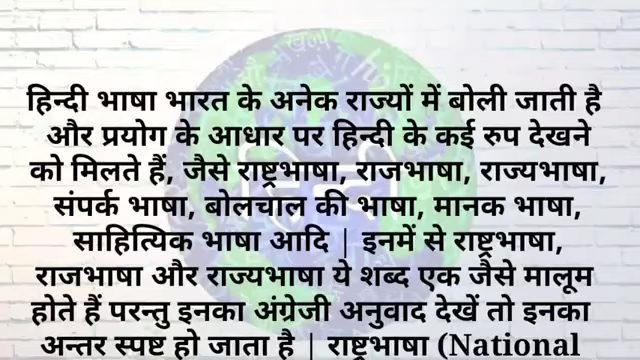 हिन्दी भाषा भारत के अनेक राज्यों में बोली जाती है
और प्रयोग के आधार पर हिन्दी के कई रुप देखने
को मिलते हैं, जैसे राष्ट्रभाषा, राजभाषा, राज्यभाषा,
संपर्क भाषा, बोलचाल की भाषा, मानक भाषा,
साहित्यिक भाषा आदि | इनमें से राष्ट्रभाषा,
राजभाषा और राज्यभाषा ये शब्द एक जैसे मालूम
होते हैं परन्तु इनका अंग्रेजी अनुवाद देखें तो इनका
अन्तर स्पष्ट हो जाता है | राष्ट्रभाषा (National
हिन्दी